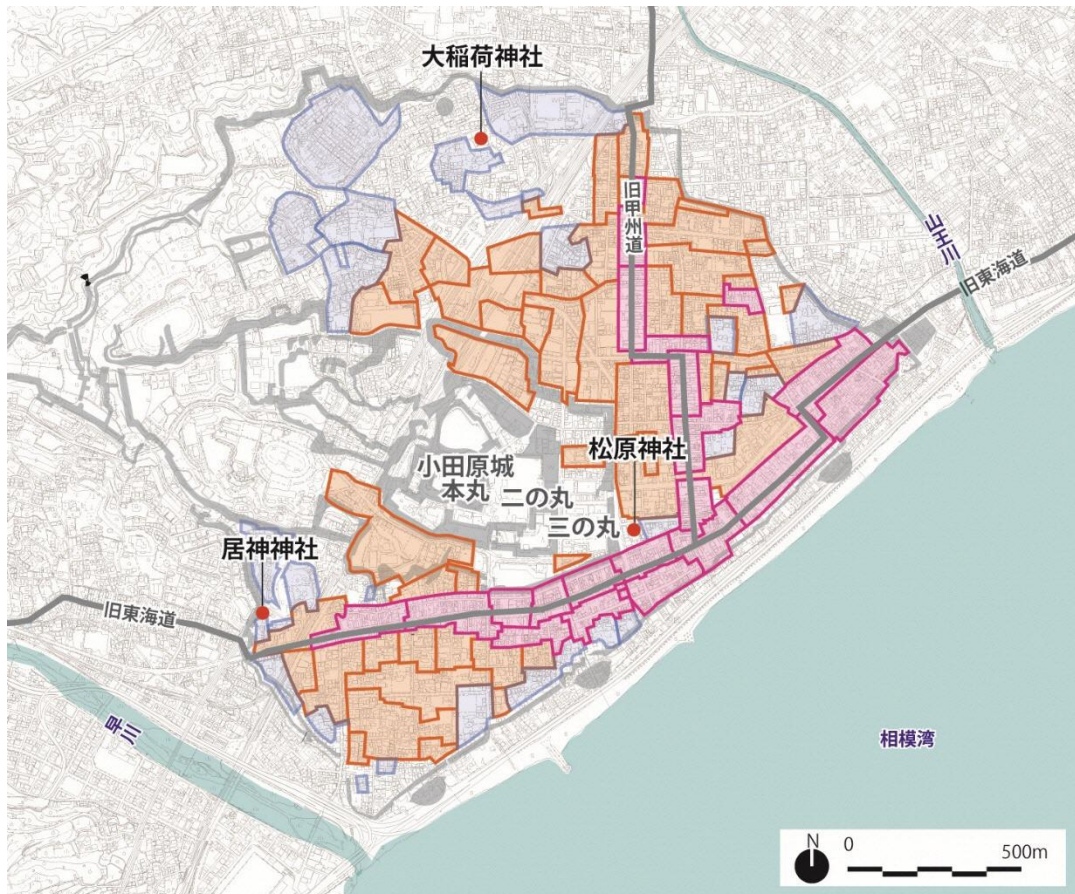 大稲荷神社
旧甲州道
山王川
旧東海道
松原神社
小田原城
本丸
二の丸
三の丸
居神神社
旧東海道
早川
相模湾
N
0
500m